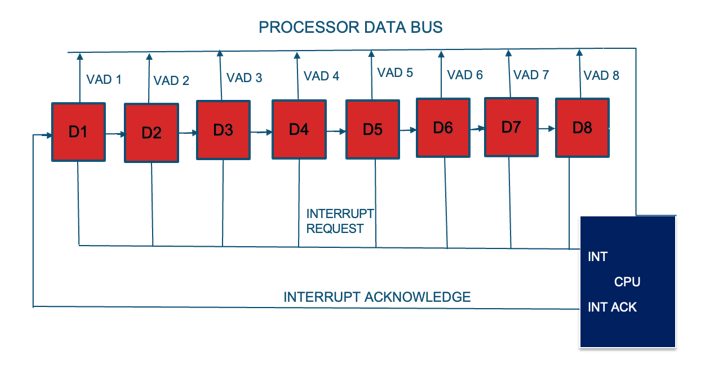 PROCESSOR DATA BUS
VAD 1
VAD 2
VAD 3
VAD 4
VAD 5
VAD 6
VAD 7
VAD 8
D1
D2
D3
D4
D5
D6
D7
D8
INTERRUPT
REQUEST
INT
CPU
INTERRUPT ACKNOWLEDGE
INT ACK